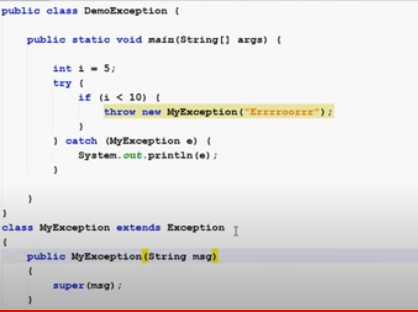 public class DemoException {
public static void main(String[] args) {
int i = 5;
try {
if (i < 10) {
throw new MyException("Errrroorrr");
}
} catch (MyException e) {
System.out.println(e);
}
}
}
class MyException extends Exception
{
public MyException(String msg)
{
super(msg);
}